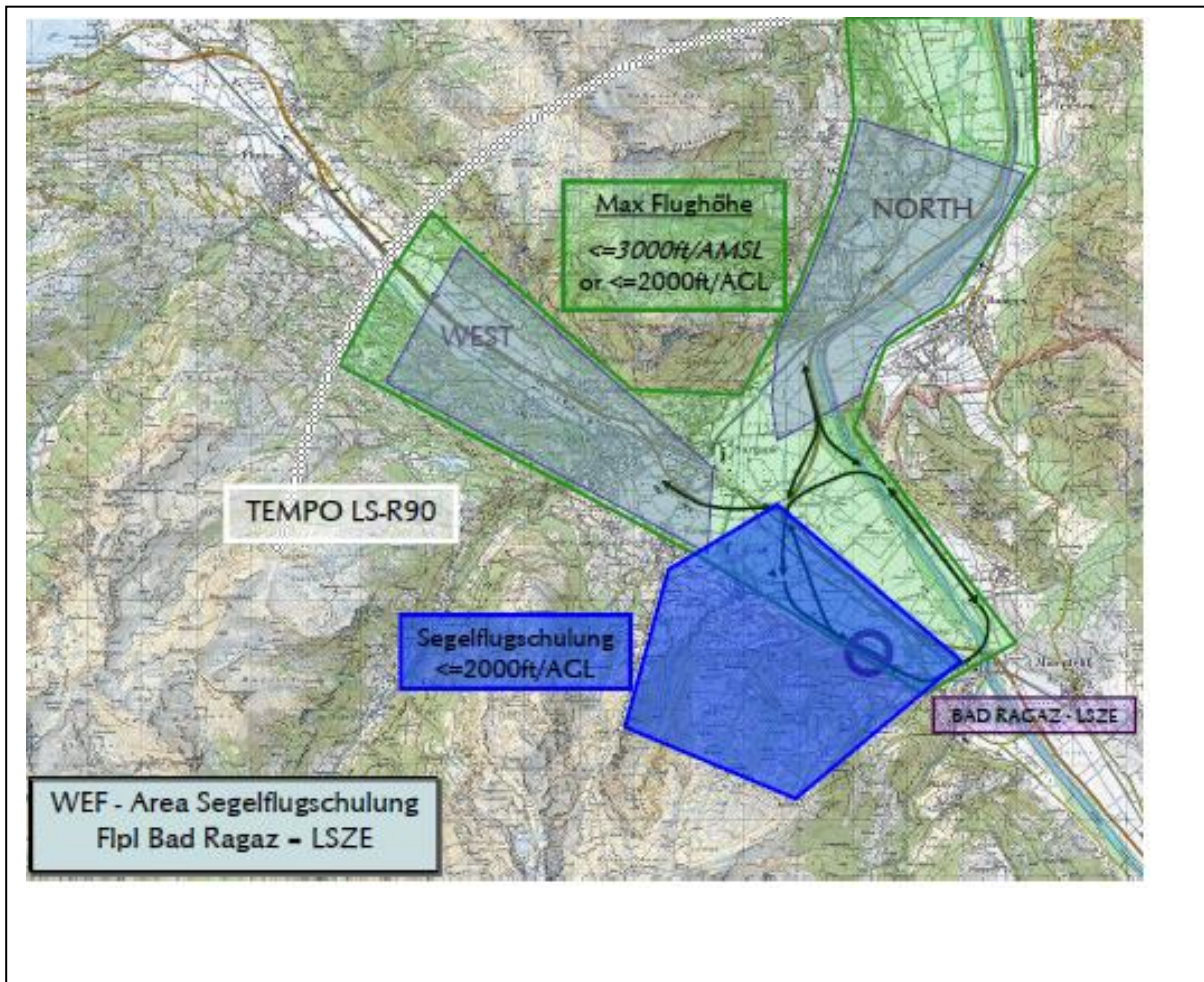 Max Flughöhe
<=3000ft/AMSL
or <=2000ft/AGL
NORTH
WEST
TEMPO LS-R90
Segelflugschulung
<=2000ft/AGL
BAD RAGAZ - LSZE
WEF - Area Segelflugschulung
Flpl Bad Ragaz - LSZE